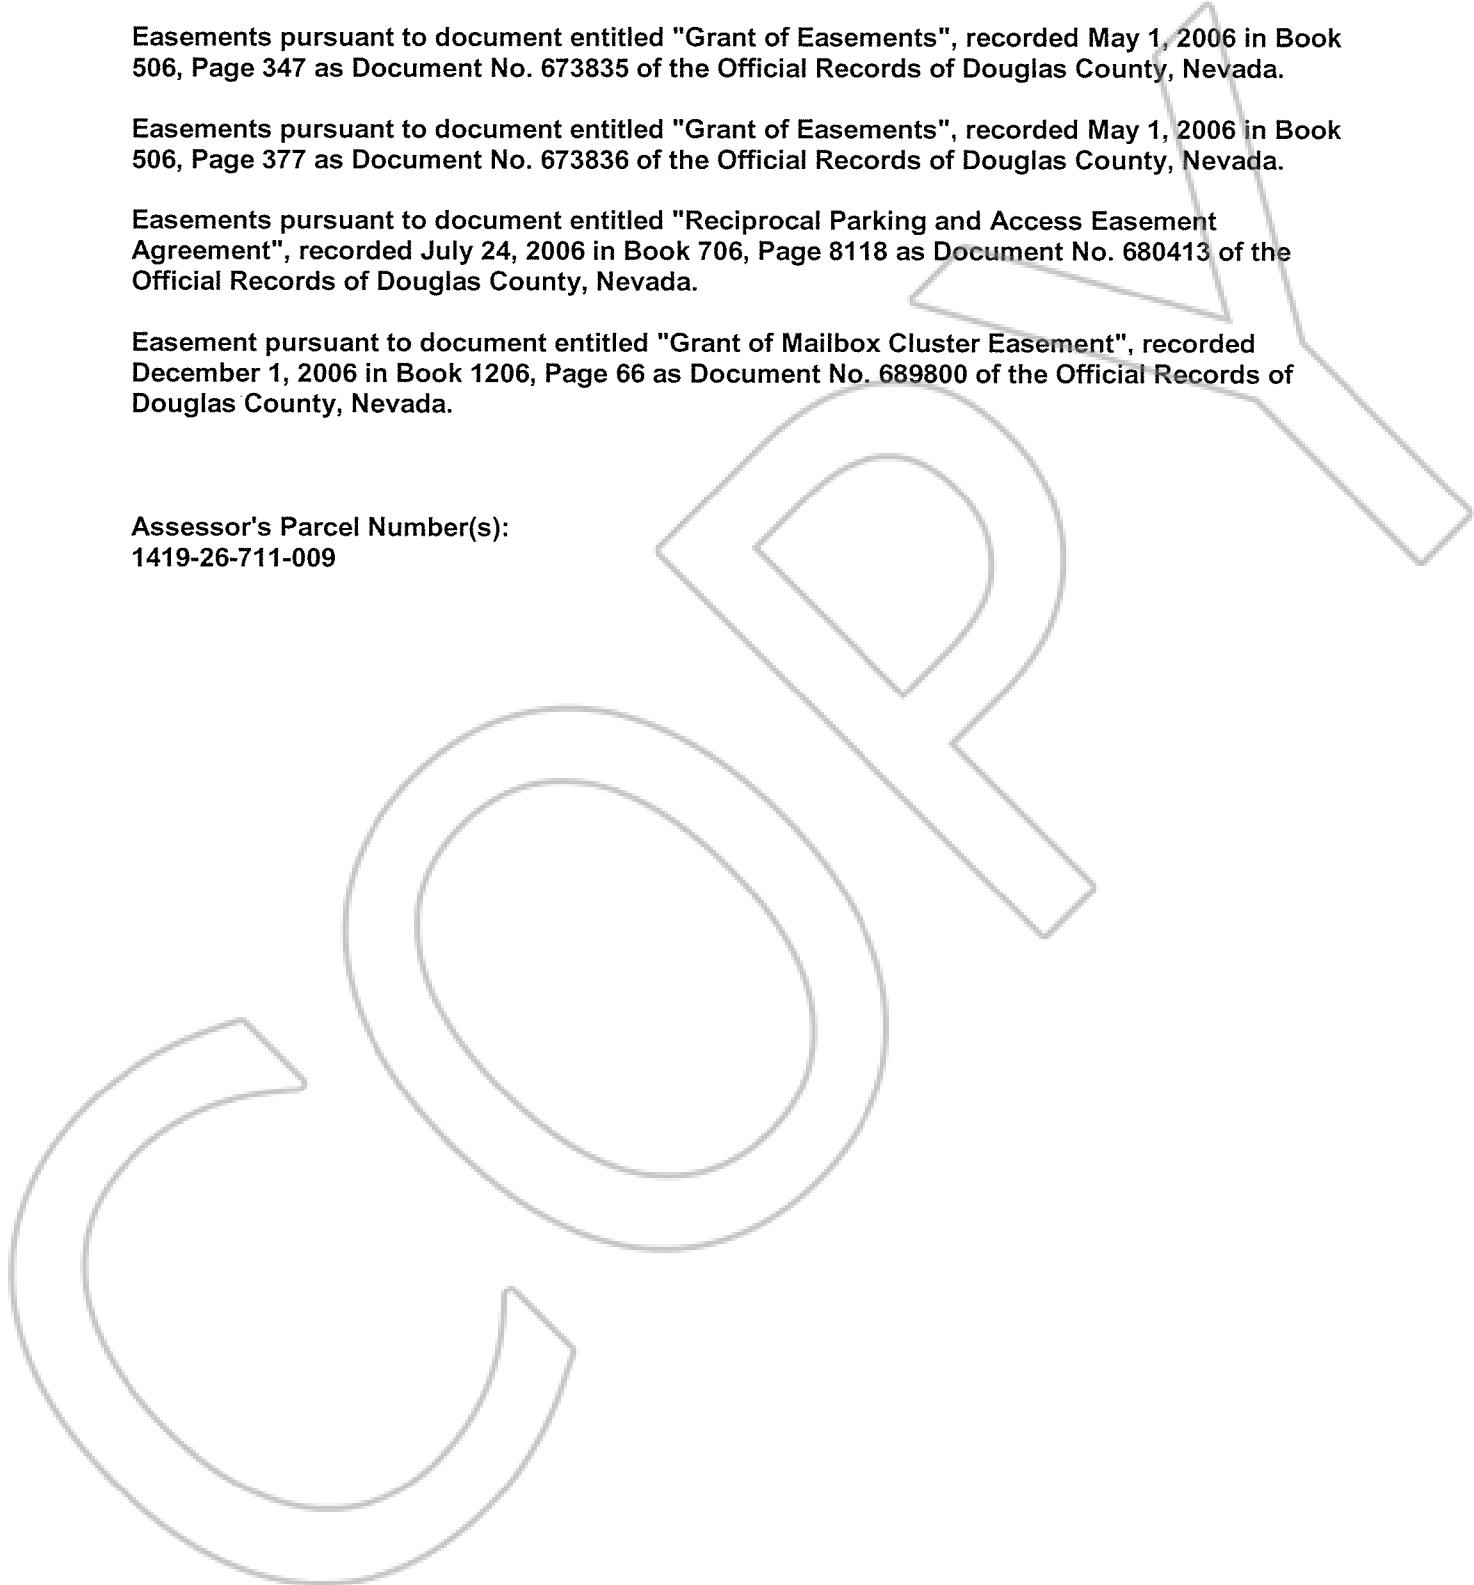 Easements pursuant to document entitled "Grant of Easements", recorded May 1, 2006 in Book
506, Page 347 as Document No. 673835 of the Official Records of Douglas County, Nevada.
Easements pursuant to document entitled "Grant of Easements", recorded May 1, 2006 in Book
506, Page 377 as Document No. 673836 of the Official Records of Douglas County, Nevada.
Easements pursuant to document entitled "Reciprocal Parking and Access Easement
Agreement", recorded July 24, 2006 in Book 706, Page 8118 as Document No. 680413 of the
Official Records of Douglas County, Nevada.
Easement pursuant to document entitled "Grant of Mailbox Cluster Easement", recorded
December 1, 2006 in Book 1206, Page 66 as Document No. 689800 of the Official Records of
Douglas County, Nevada.
Assessor's Parcel Number(s):
1419-26-711-009
COPY